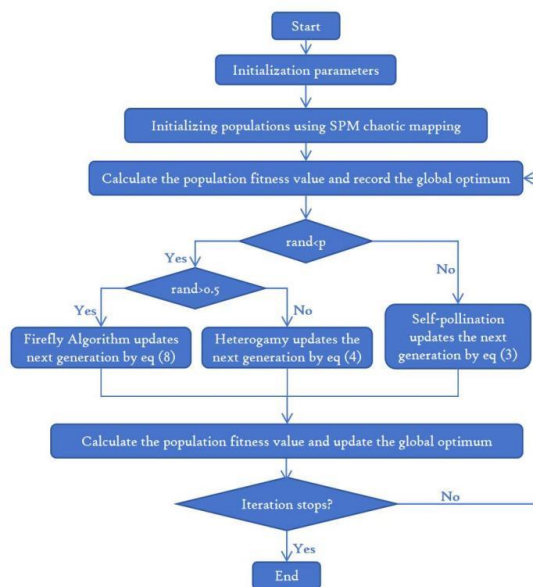 Start
Initialization parameters
Initializing populations using SPM chaotic mapping
Calculate the population fitness value and record the global optimum
rand<p
Yes
No
rand>0.5
Yes
No
Firefly Algorithm updates
next generation by eq (8)
Heterogamy updates the
next generation by eq (4)
Self-pollination
updates the next
generation by eq (3)
Calculate the population fitness value and update the global optimum
Iteration stops?
No
Yes
End